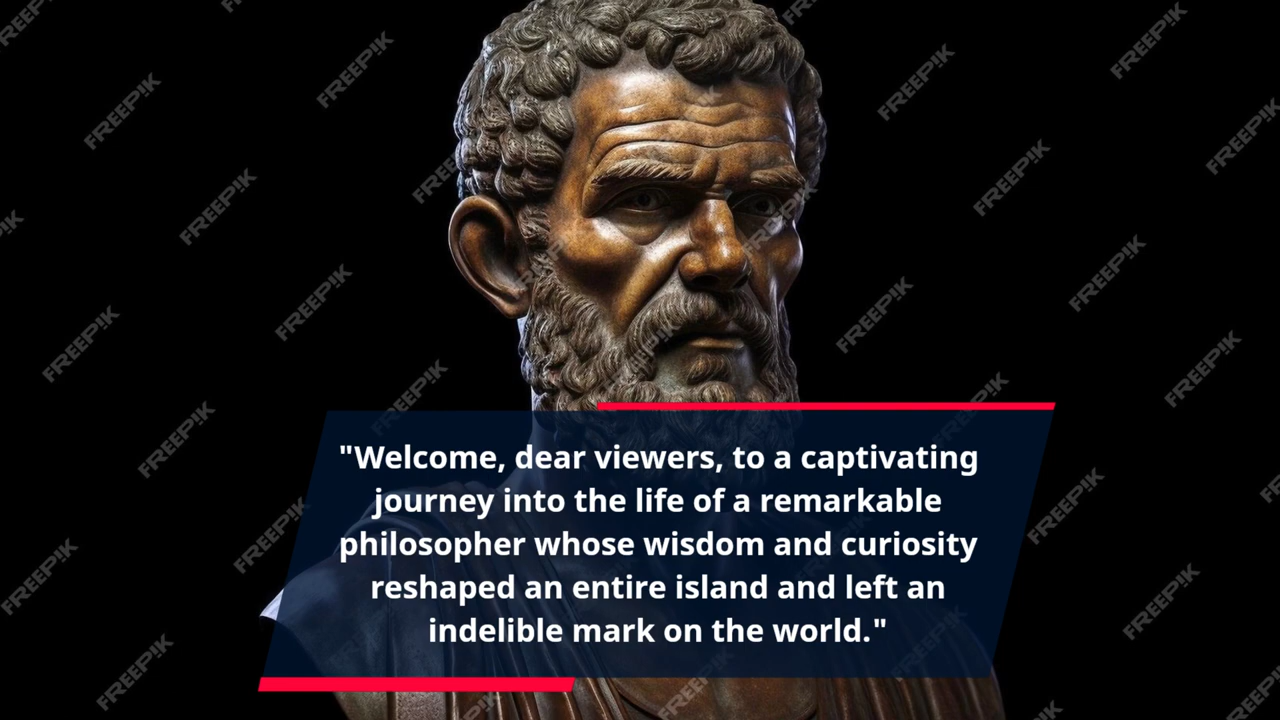 "Welcome, dear viewers, to a captivating
journey into the life of a remarkable
philosopher whose wisdom and curiosity
reshaped an entire island and left an
indelible mark on the world."
FREEPIK